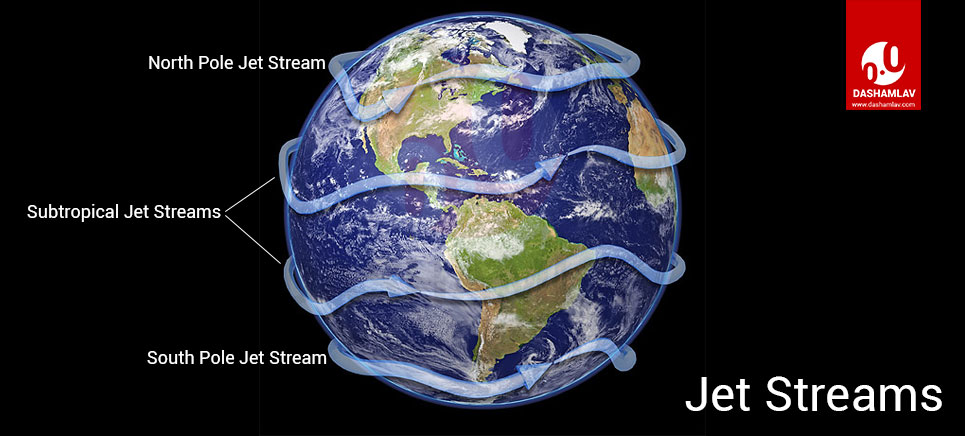 North Pole Jet Stream
DASHAMLAV
www.dashamlav.com
Subtropical Jet Streams
South Pole Jet Stream
Jet Streams